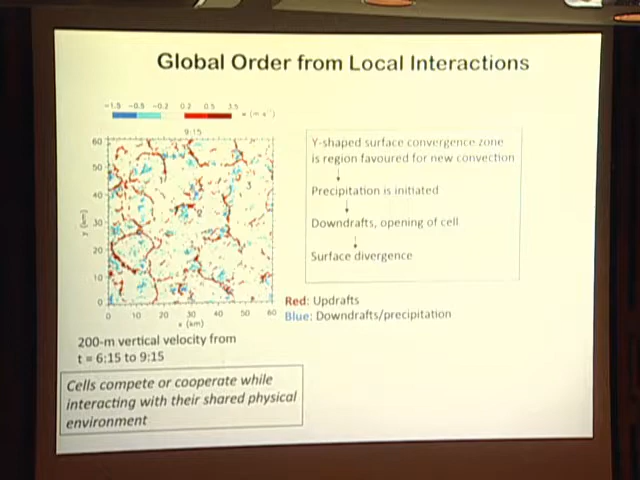 Global Order from Local Interactions
-1.5 -0.5 -0.2 0.2 0.5 3.5 w (m s⁻¹)
9:15
60
50
40
30
20
10
0
y (km)
0 10 20 30 40 50 60
x (km)
Y-shaped surface convergence zone
is region favoured for new convection
Precipitation is initiated
Downdrafts, opening of cell
Surface divergence
Red: Updrafts
Blue: Downdrafts/precipitation
200-m vertical velocity from
t = 6:15 to 9:15
Cells compete or cooperate while
interacting with their shared physical
environment